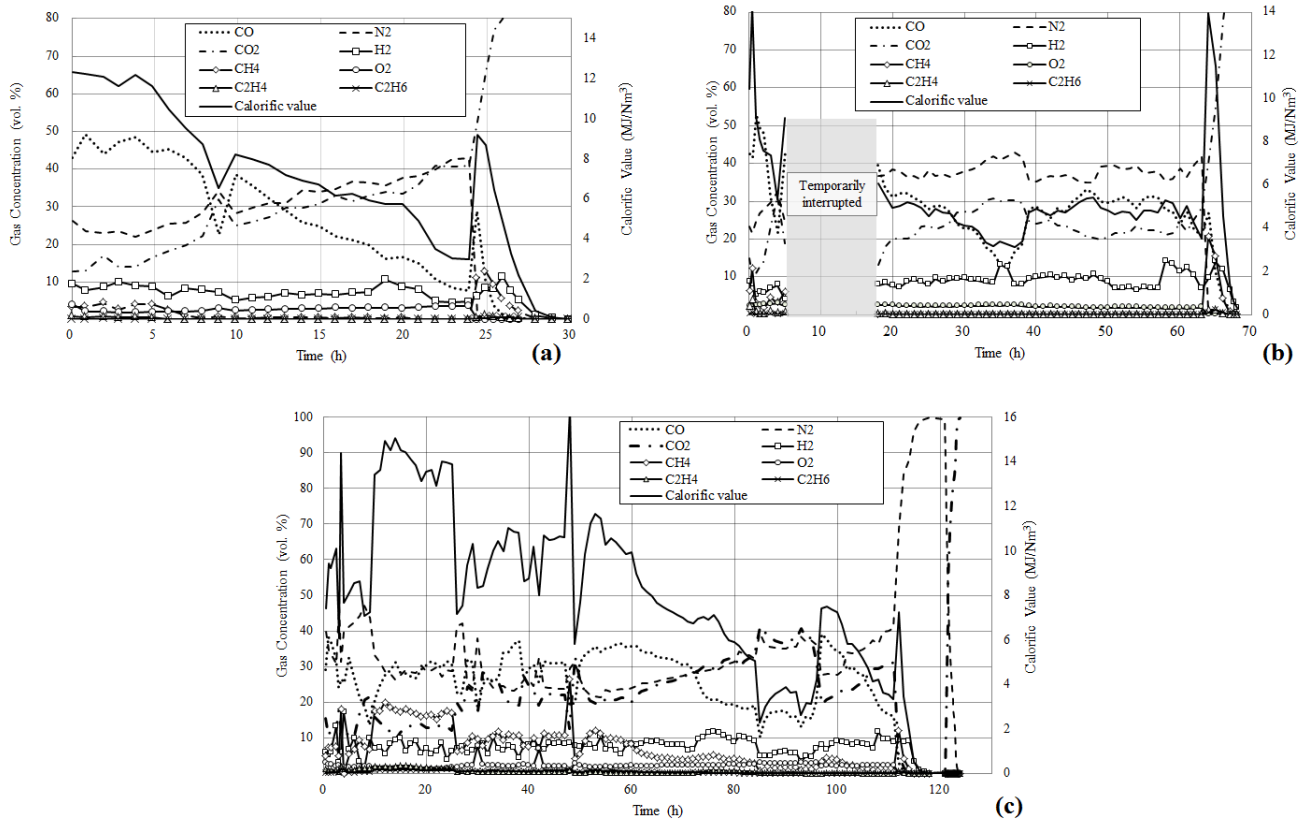 CO N2
CO2 H2
CH4 O2
C2H4 C2H6
Calorific value
Gas Concentration (vol. %)
80
70
60
50
40
30
20
10
0
Calorific Value (MJ/Nm³)
14
12
10
8
6
4
2
0
0 5 10 15 20 25 30
Time (h)
(a)
CO N2
CO2 H2
CH4 O2
C2H4 C2H6
Calorific value
Temporarily
interrupted
Gas Concentration (vol. %)
80
70
60
50
40
30
20
10
Calorific Value (MJ/Nm³)
14
12
10
8
6
4
2
0
0 10 20 30 40 50 60 68
Time (h)
(b)
CO N2
CO2 H2
CH4 O2
C2H4 C2H6
Calorific value
Gas Concentration (vol. %)
100
90
80
70
60
50
40
30
20
10
Calorific Value (MJ/Nm³)
16
14
12
10
8
6
4
2
0
0 20 40 60 80 100 120
Time (h)
(c)